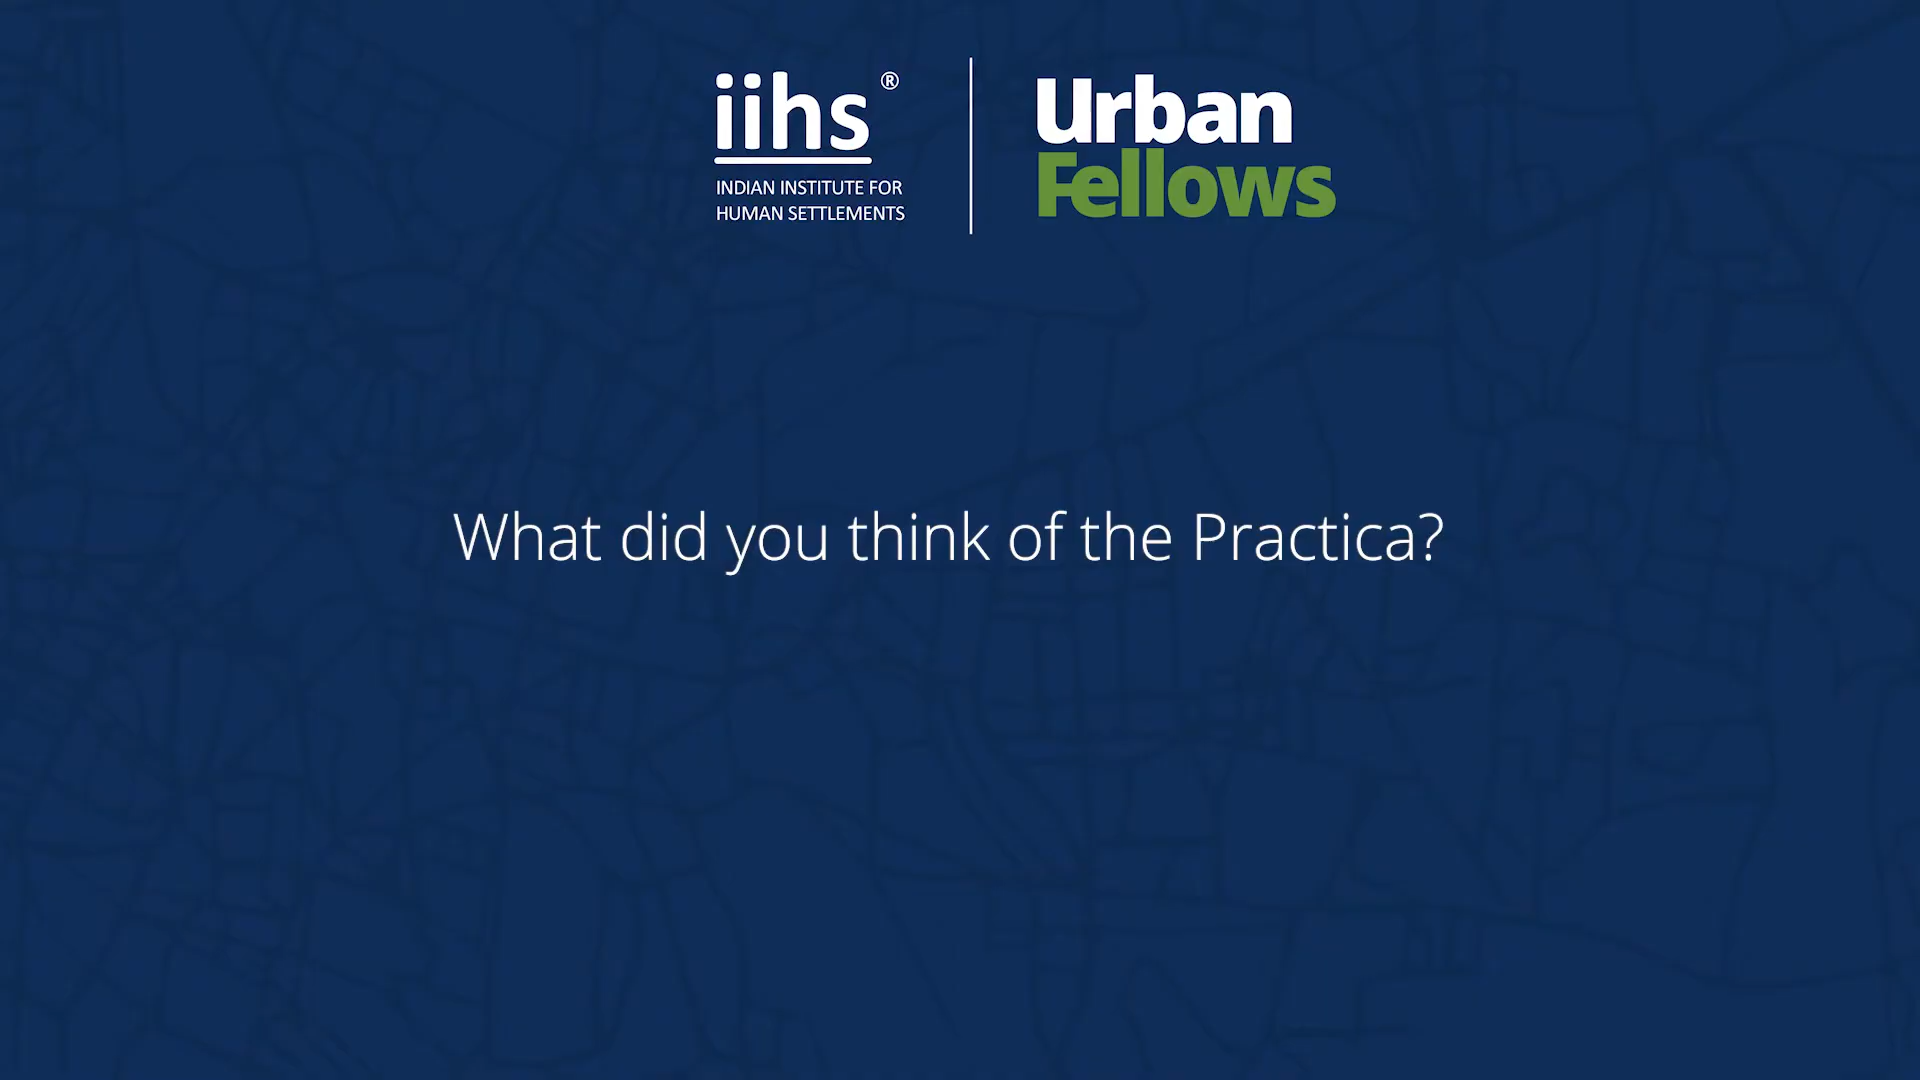 iihs®
INDIAN INSTITUTE FOR
HUMAN SETTLEMENTS
Urban
Fellows
What did you think of the Practica?